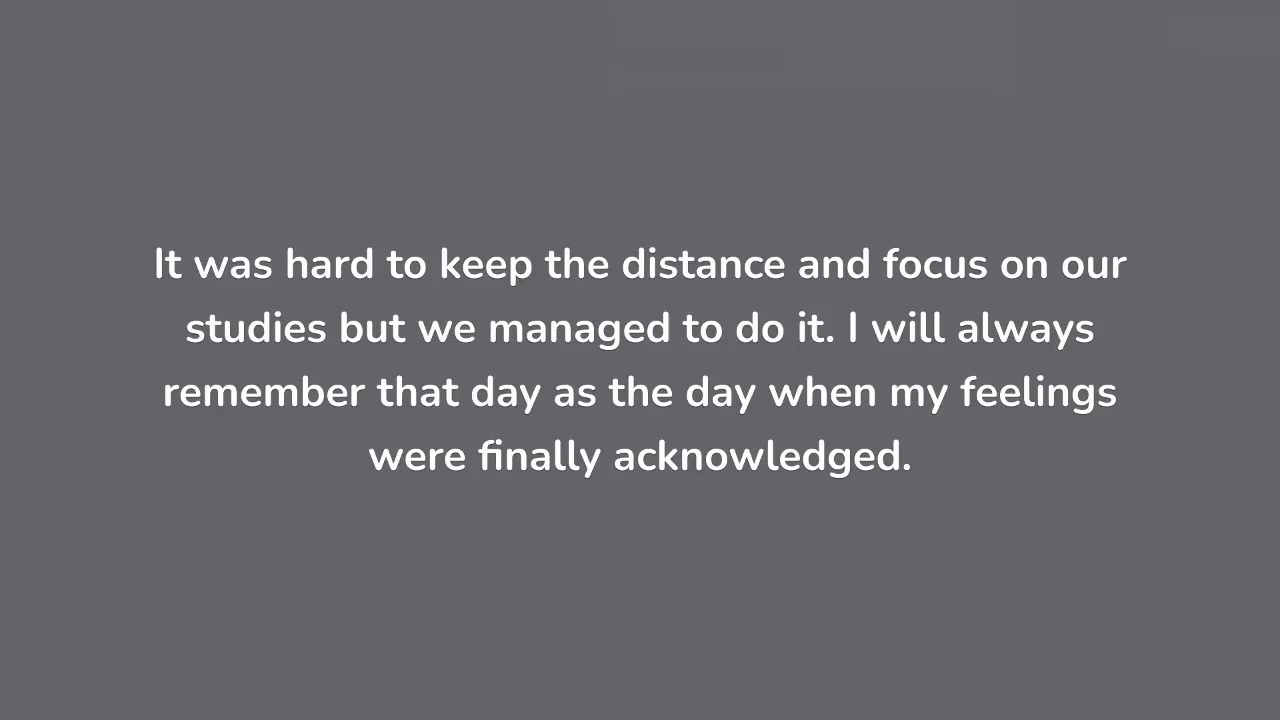 It was hard to keep the distance and focus on our
studies but we managed to do it. I will always
remember that day as the day when my feelings
were finally acknowledged.